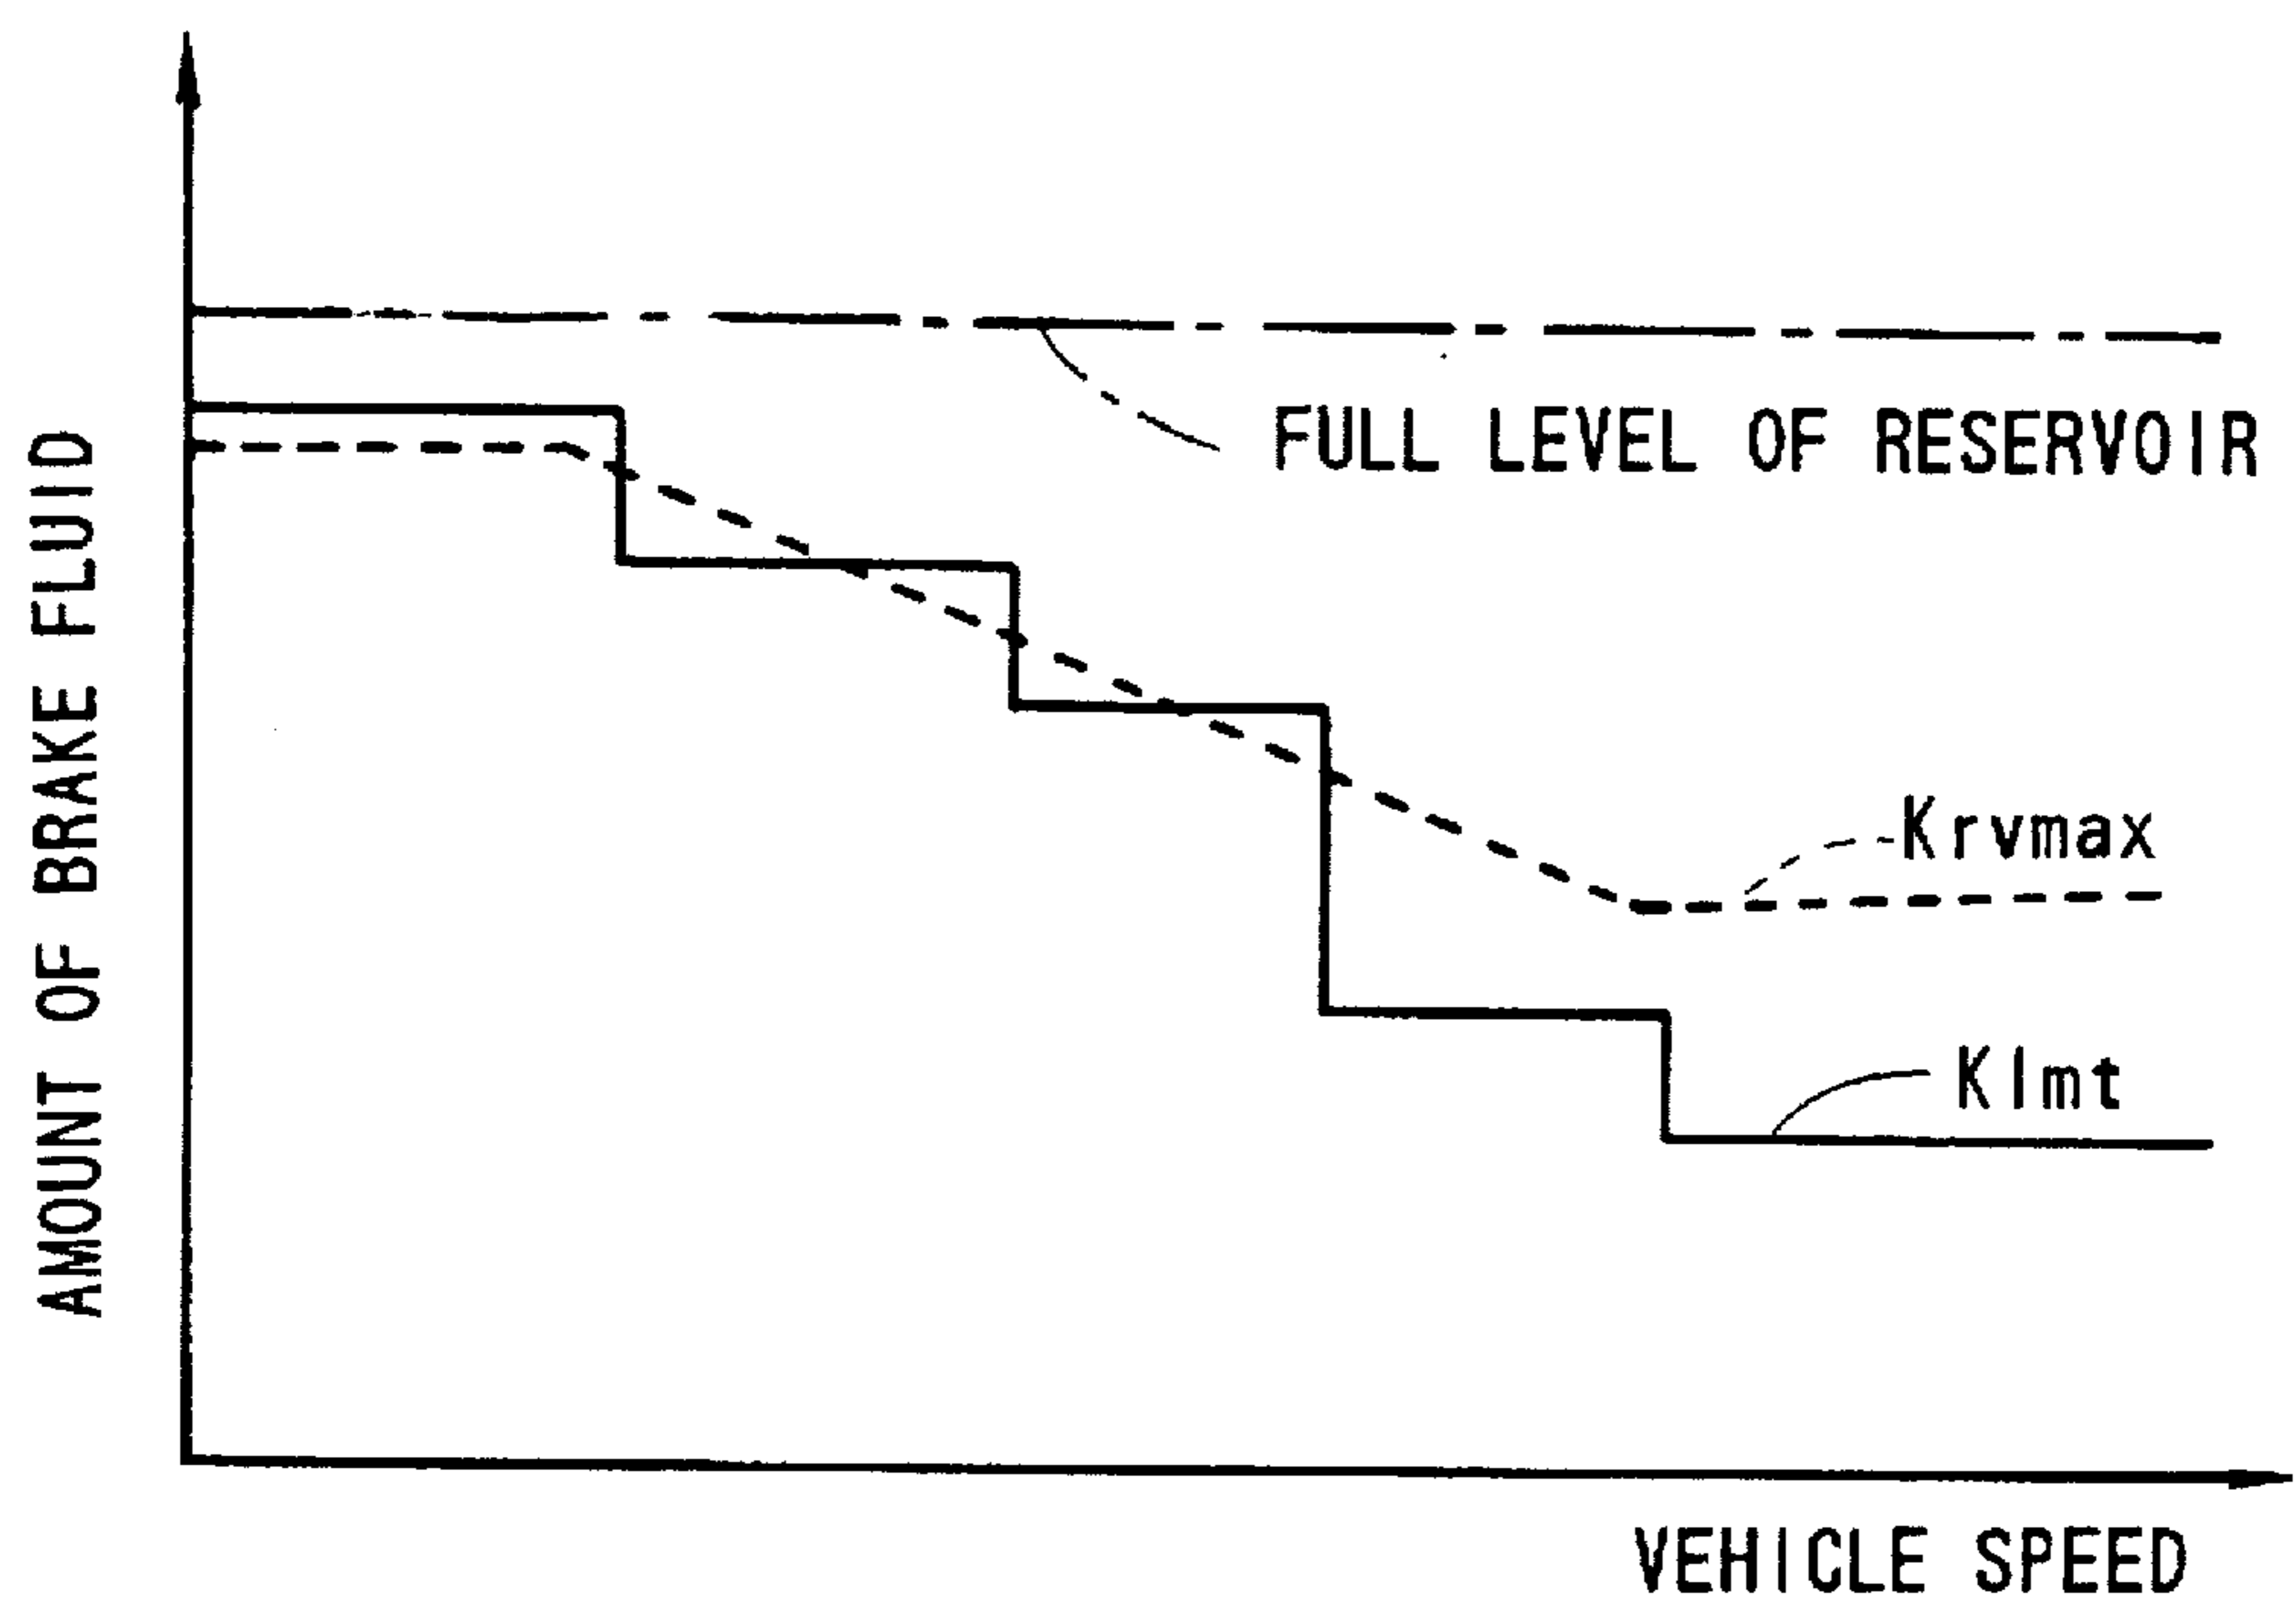 AMOUNT OF BRAKE FLUID
FULL LEVEL OF RESERVOIR
Krvmax
Klmt
VEHICLE SPEED